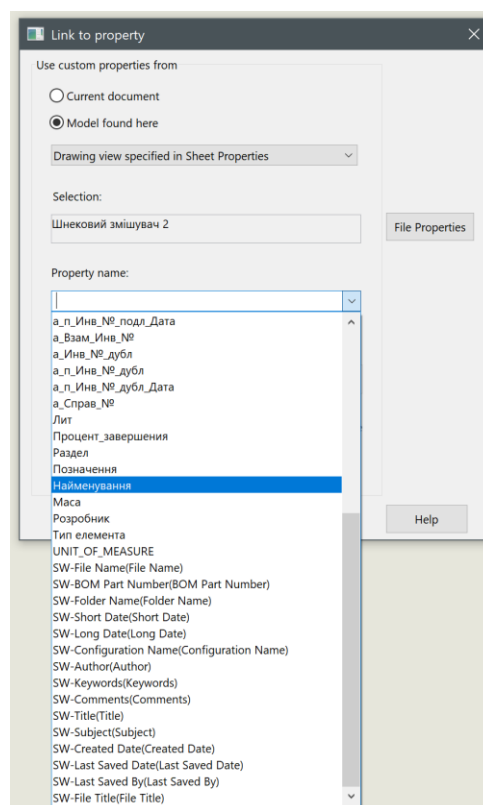 Link to property
Use custom properties from
Current document
Model found here
Drawing view specified in Sheet Properties
Selection:
Шнековий змішувач 2
File Properties
Property name:
а_п_Инв_№_подл_Дата
а_Взам_Инв_№
а_Инв_№_дубл
а_п_Инв_№_дубл
а_п_Инв_№_дубл_Дата
а_Справ_№
Лит
Процент_завершения
Раздел
Позначення
Найменування
Маса
Розробник
Help
Тип елемента
UNIT_OF_MEASURE
SW-File Name(File Name)
SW-BOM Part Number(BOM Part Number)
SW-Folder Name(Folder Name)
SW-Short Date(Short Date)
SW-Long Date(Long Date)
SW-Configuration Name(Configuration Name)
SW-Author(Author)
SW-Keywords(Keywords)
SW-Comments(Comments)
SW-Title(Title)
SW-Subject(Subject)
SW-Created Date(Created Date)
SW-Last Saved Date(Last Saved Date)
SW-Last Saved By(Last Saved By)
SW-File Title(File Title)